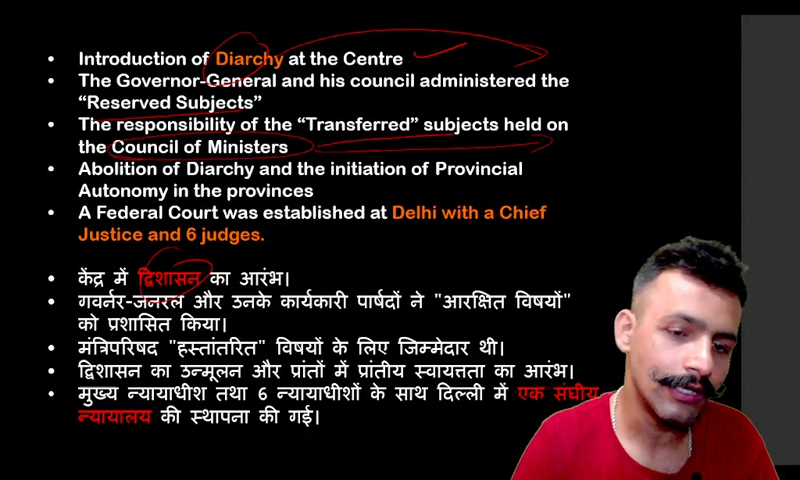 • Introduction of Diarchy at the Centre
• The Governor-General and his council administered the
“Reserved Subjects”
• The responsibility of the “Transferred” subjects held on
the Council of Ministers
• Abolition of Diarchy and the initiation of Provincial
Autonomy in the provinces
• A Federal Court was established at Delhi with a Chief
Justice and 6 judges.
• केंद्र में द्विशासन का आरंभ।
• गवर्नर-जनरल और उनके कार्यकारी पार्षदों ने "आरक्षित विषयों"
को प्रशासित किया।
• मंत्रिपरिषद "हस्तांतरित" विषयों के लिए जिम्मेदार थी।
• द्विशासन का उन्मूलन और प्रांतों में प्रांतीय स्वायत्तता का आरंभ।
• मुख्य न्यायाधीश तथा 6 न्यायाधीशों के साथ दिल्ली में एक संघीय
न्यायालय की स्थापना की गई।